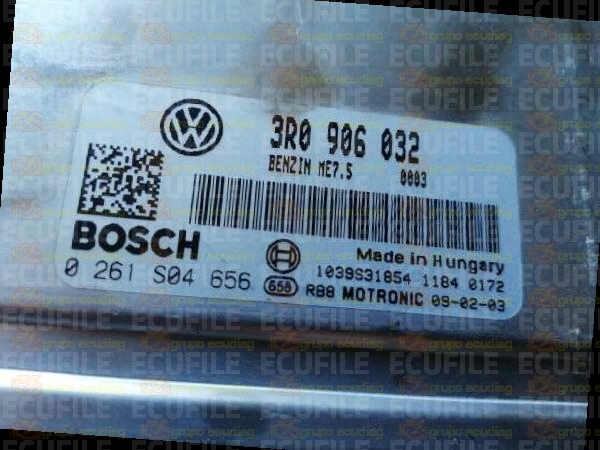 3R0 906 032
BENZIN ME7.5 0003
BOSCH
Made in Hungary
0 261 S04 656
1039S31854 1184 0172
658 RB8 MOTRONIC 09-02-03
ECUFILE
grupo ecudiag